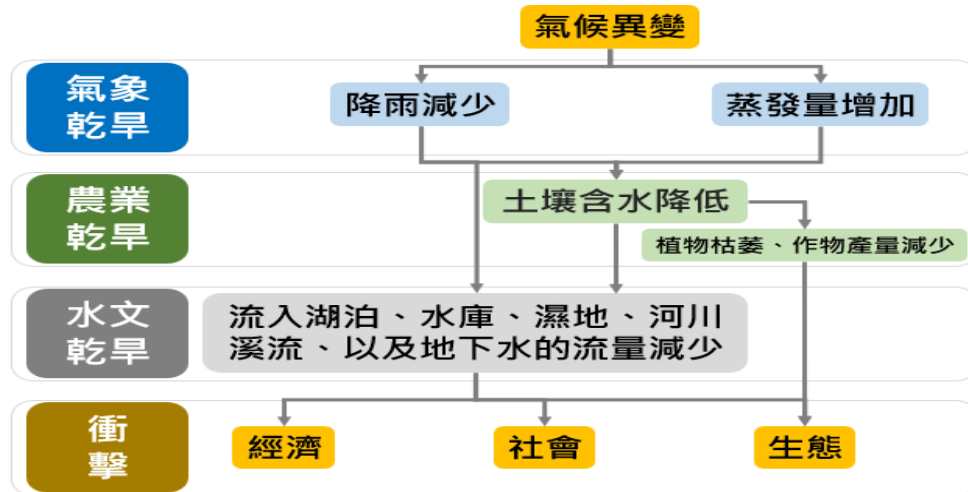 氣候異變
氣象
乾旱
降雨減少
蒸發量增加
農業
乾旱
土壤含水降低
植物枯萎、作物產量減少
水文
乾旱
流入湖泊、水庫、濕地、河川
溪流、以及地下水的流量減少
衝
擊
經濟
社會
生態